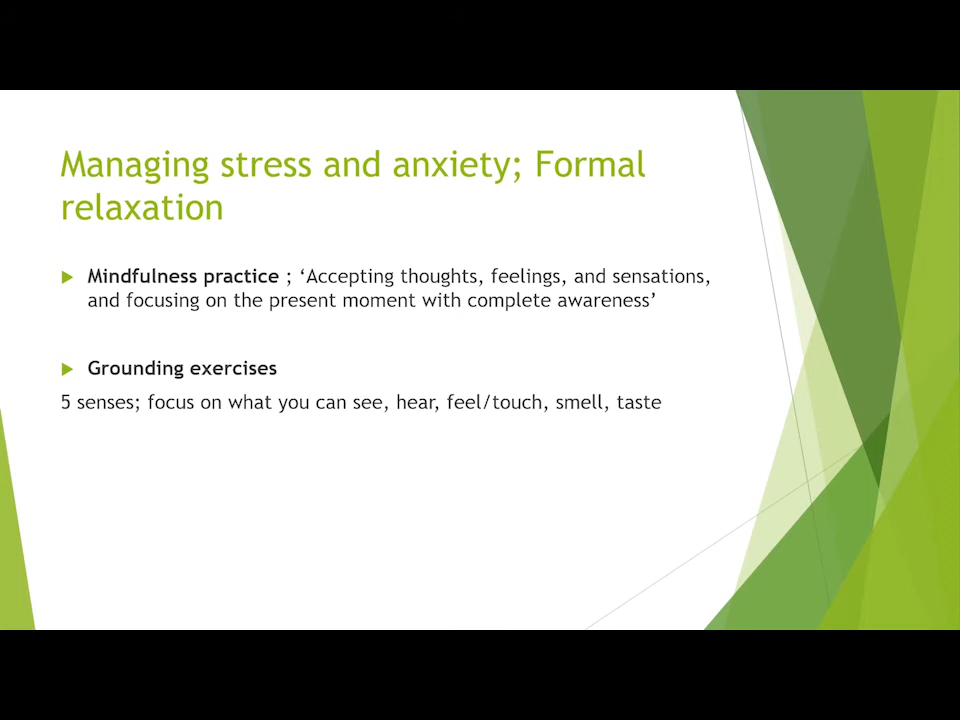 Managing stress and anxiety; Formal
relaxation
Mindfulness practice ; ‘Accepting thoughts, feelings, and sensations,
and focusing on the present moment with complete awareness’
Grounding exercises
5 senses; focus on what you can see, hear, feel/touch, smell, taste